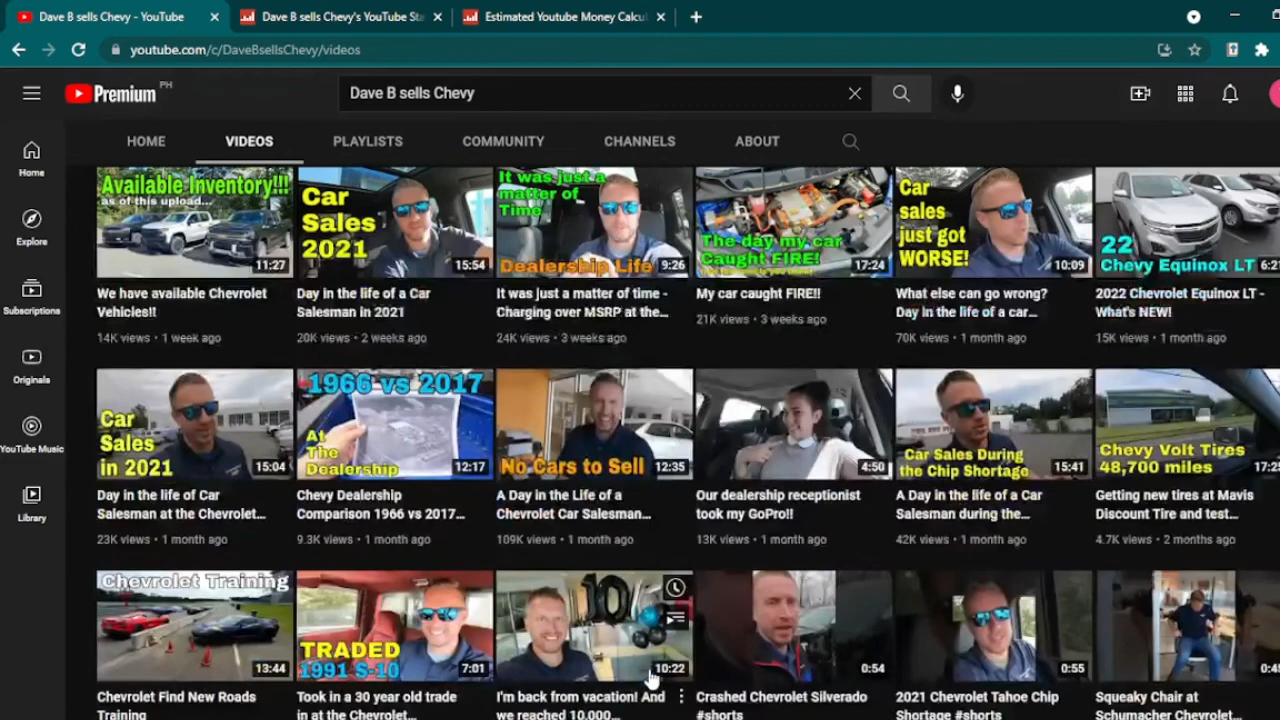 Dave B sells Chevy - YouTube
Dave B sells Chevy's YouTube Sta
Estimated Youtube Money Calcu
youtube.com/c/DaveBsellsChevy/videos
Premium PH
Dave B sells Chevy
HOME
VIDEOS
PLAYLISTS
COMMUNITY
CHANNELS
ABOUT
Home
Explore
Subscriptions
Originals
YouTube Music
Library
Available Inventory!!!
as of this upload...
11:27
We have available Chevrolet
Vehicles!!
14K views • 1 week ago
Car
Sales
2021
15:54
Day in the life of a Car
Salesman in 2021
20K views • 2 weeks ago
It was just a
matter of
Time
Dealership Life
9:26
It was just a matter of time -
Charging over MSRP at the...
24K views • 3 weeks ago
The day my car
Caught FIRE!
17:24
My car caught FIRE!!
21K views • 3 weeks ago
Car
sales
just got
WORSE!
10:09
What else can go wrong?
Day in the life of a car...
70K views • 1 month ago
22
Chevy Equinox LT
6:21
2022 Chevrolet Equinox LT -
What's NEW!
15K views • 1 month ago
Car
Sales
in 2021
15:04
Day in the life of Car
Salesman at the Chevrolet...
23K views • 1 month ago
1966 vs 2017
At
The
Dealership
12:17
Chevy Dealership
Comparison 1966 vs 2017...
9.3K views • 1 month ago
No Cars to Sell
12:35
A Day in the Life of a
Chevrolet Car Salesman...
109K views • 1 month ago
4:50
Our dealership receptionist
took my GoPro!!
13K views • 1 month ago
Car Sales During
the Chip Shortage
15:41
A Day in the life of a Car
Salesman during the...
42K views • 1 month ago
Chevy Volt Tires
48,700 miles
17:25
Getting new tires at Mavis
Discount Tire and test...
4.7K views • 2 months ago
Chevrolet Training
13:44
Chevrolet Find New Roads
Training
TRADED
1991 S-10
7:01
Took in a 30 year old trade
in at the Chevrolet...
10
10:22
I'm back from vacation! And
we reached 10,000...
0:54
Crashed Chevrolet Silverado
#shorts
0:55
2021 Chevrolet Tahoe Chip
Shortage #shorts
Squeaky Chair at
Schumacher Chevrolet...